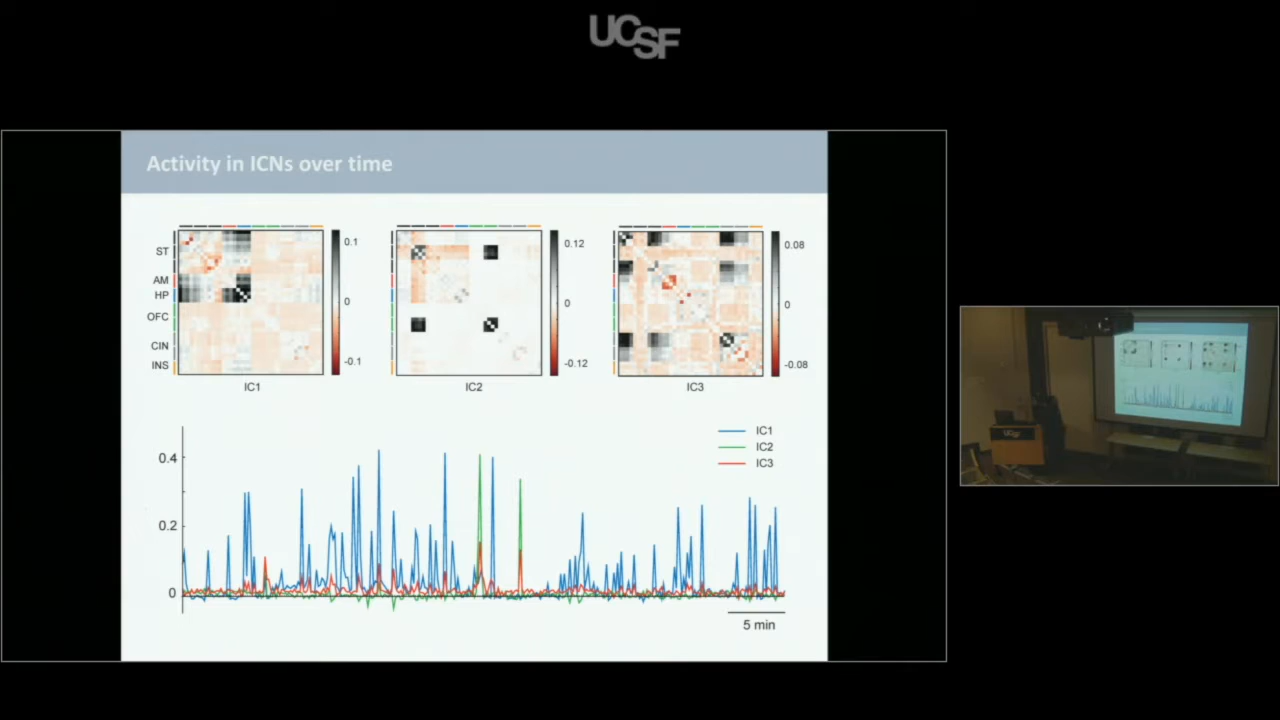 UCSF
Activity in ICNs over time
ST
AM
HP
OFC
CIN
INS
0.1
0
-0.1
IC1
0.12
0
-0.12
IC2
0.08
0
-0.08
IC3
IC1
IC2
IC3
0.4
0.2
0
5 min
UCSF